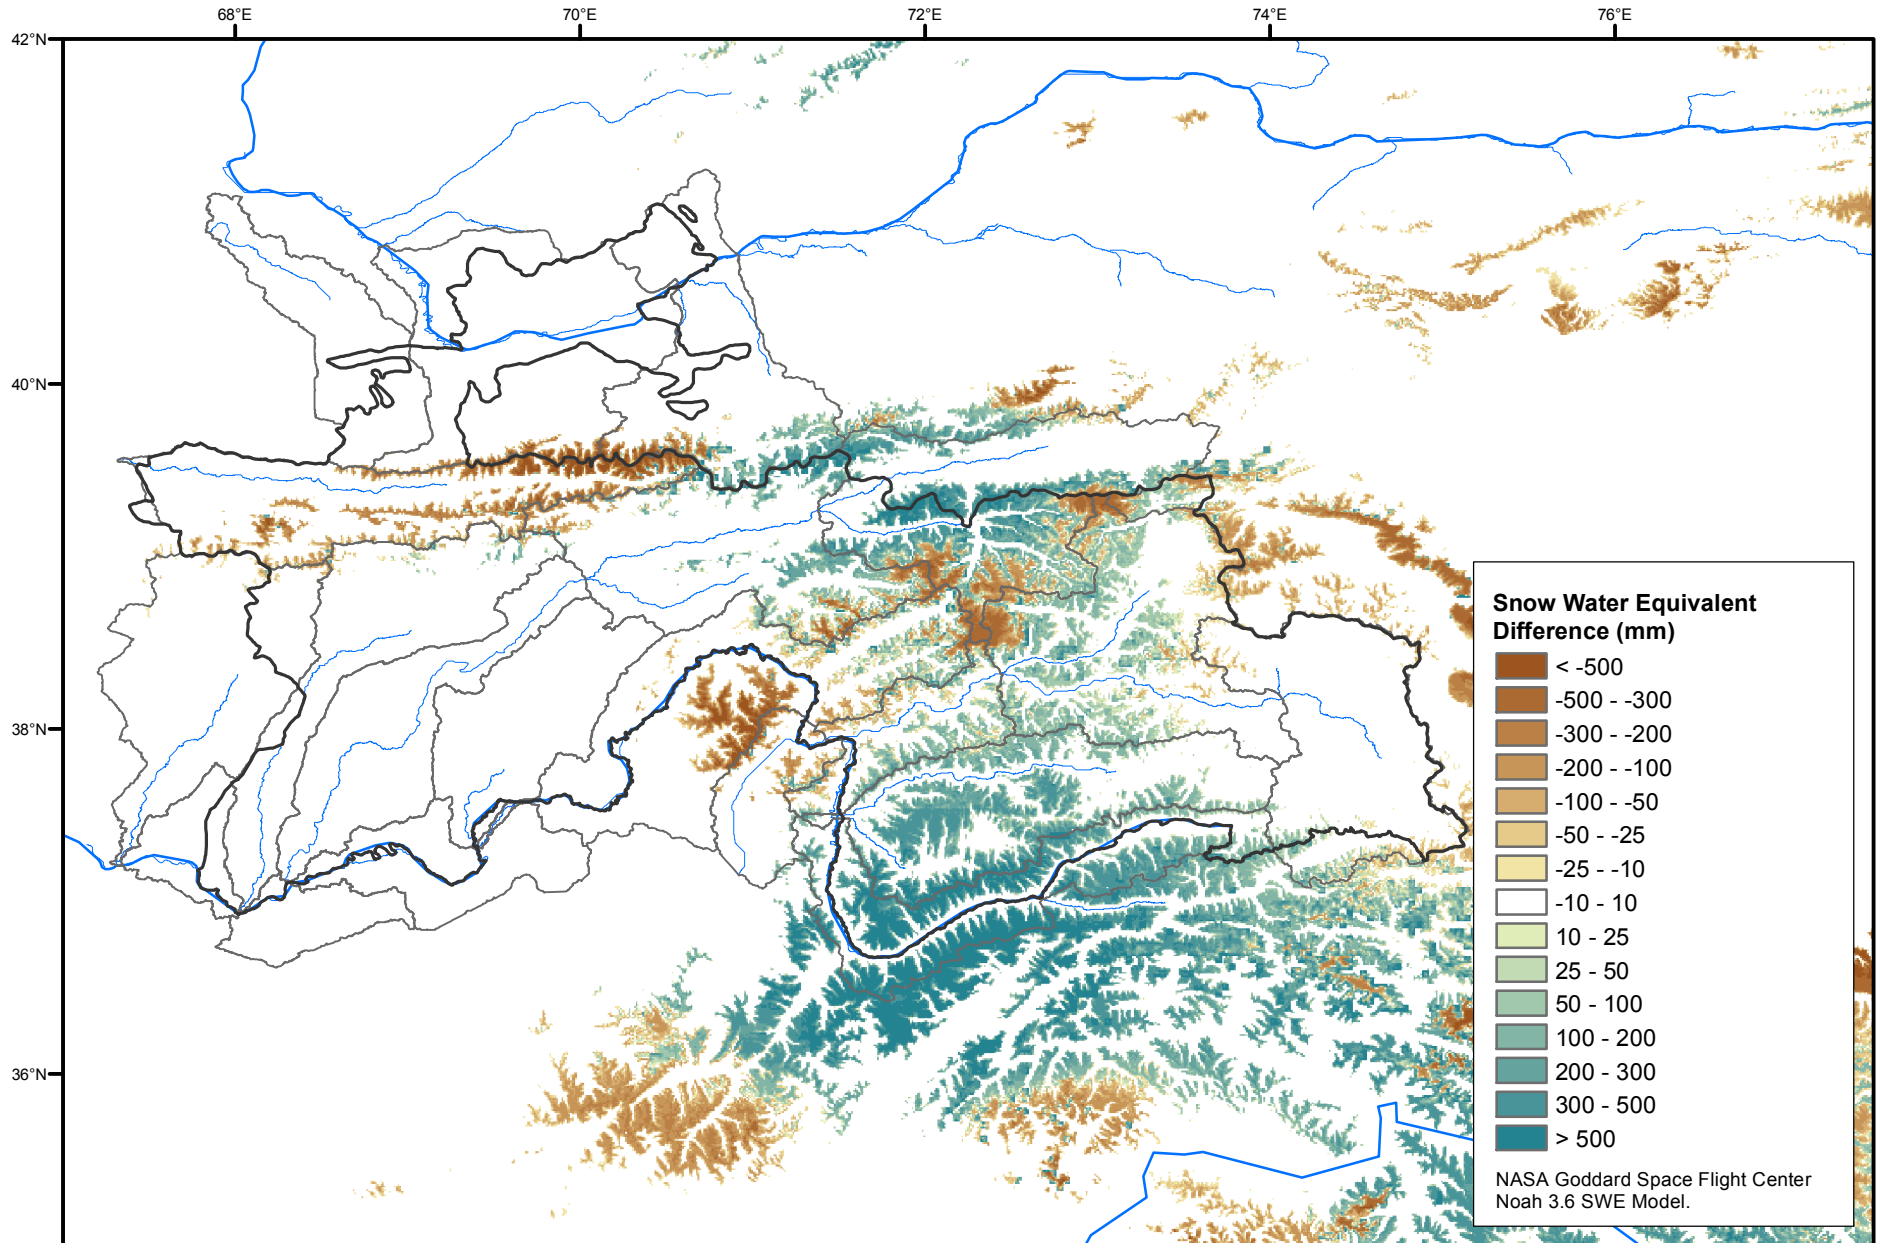 68°E 70°E 72°E 74°E 76°E
42°N
40°N
38°N
36°N
Snow Water Equivalent
Difference (mm)
< -500
-500 - -300
-300 - -200
-200 - -100
-100 - -50
-50 - -25
-25 - -10
-10 - 10
10 - 25
25 - 50
50 - 100
100 - 200
200 - 300
300 - 500
> 500
NASA Goddard Space Flight Center
Noah 3.6 SWE Model.